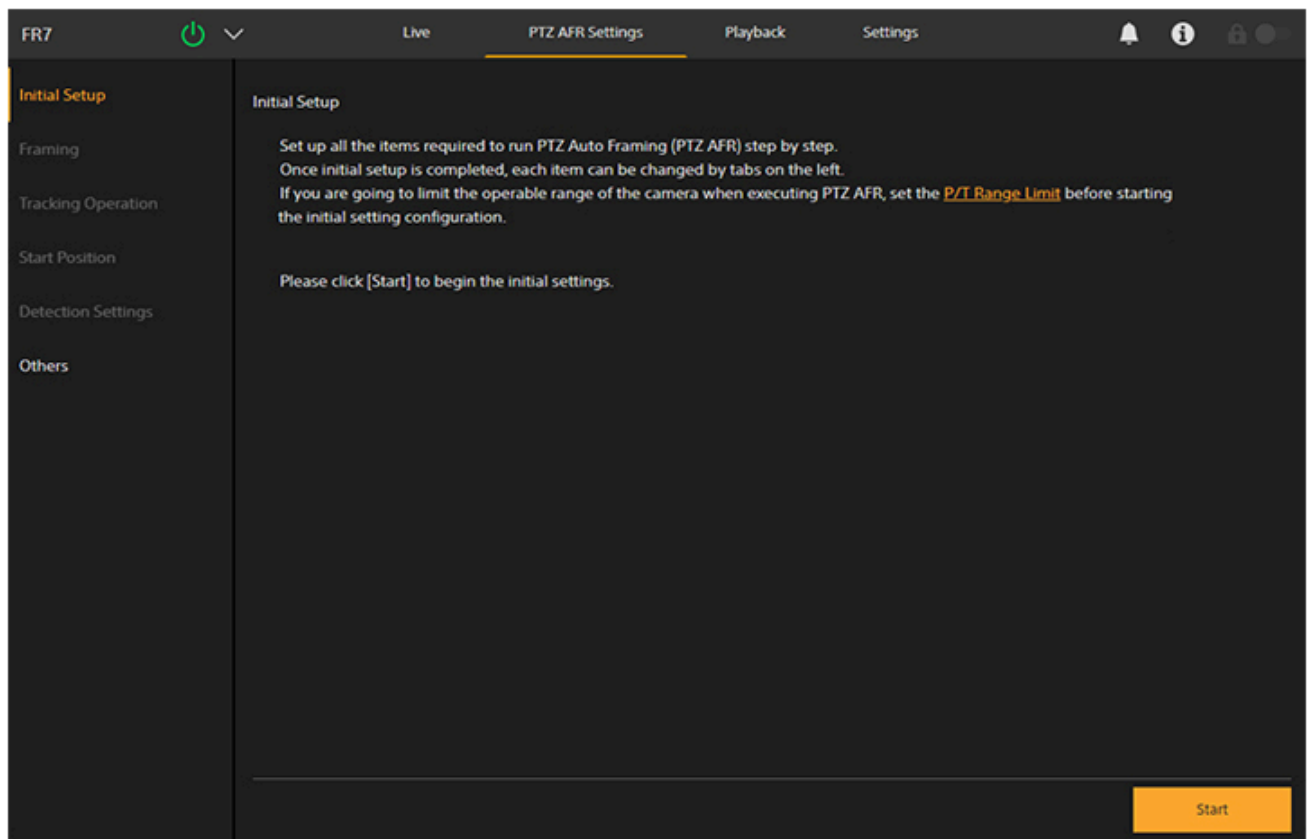 FR7
Live
PTZ AFR Settings
Playback
Settings
Initial Setup
Framing
Tracking Operation
Start Position
Detection Settings
Others
Initial Setup
Set up all the items required to run PTZ Auto Framing (PTZ AFR) step by step.
Once initial setup is completed, each item can be changed by tabs on the left.
If you are going to limit the operable range of the camera when executing PTZ AFR, set the P/T Range Limit before starting
the initial setting configuration.
Please click [Start] to begin the initial settings.
Start